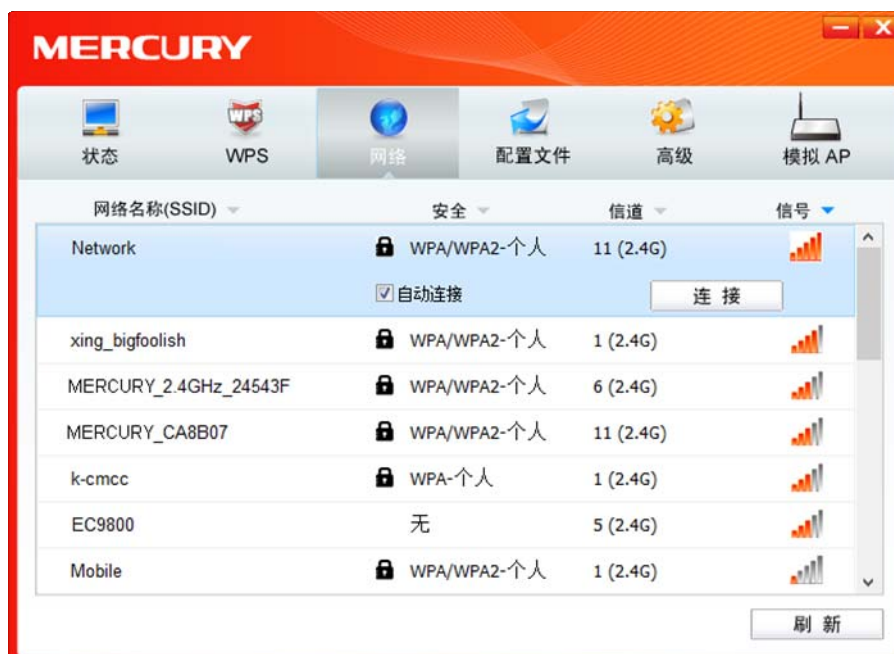 MERCURY
状态 WPS 网络 配置文件 高级 模拟 AP
网络名称(SSID) 安全 信道 信号
Network WPA/WPA2-个人 11 (2.4G)
自动连接 连 接
xing_bigfoolish WPA/WPA2-个人 1 (2.4G)
MERCURY_2.4GHz_24543F WPA/WPA2-个人 6 (2.4G)
MERCURY_CA8B07 WPA/WPA2-个人 11 (2.4G)
k-cmcc WPA-个人 1 (2.4G)
EC9800 无 5 (2.4G)
Mobile WPA/WPA2-个人 1 (2.4G)
刷 新